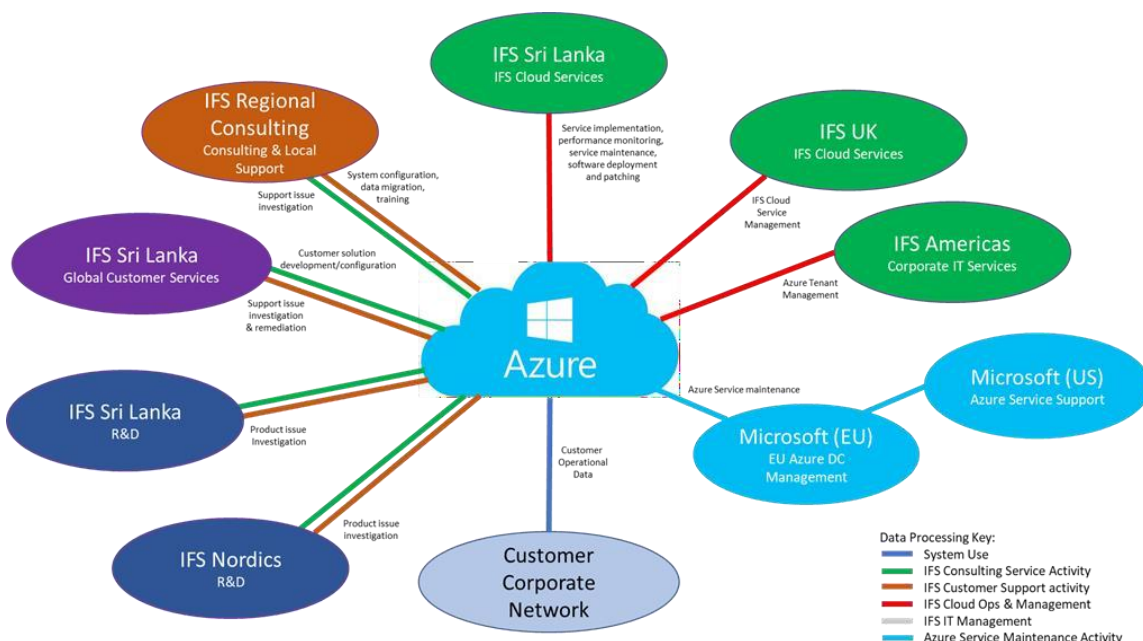 IFS Sri Lanka
IFS Cloud Services
IFS Regional
Consulting
Consulting & Local
Support
Service implementation,
performance monitoring,
service maintenance,
software deployment
and patching
IFS UK
IFS Cloud Services
System configuration,
data migration,
training
Support issue
investigation
IFS Cloud
Service
Management
IFS Sri Lanka
Global Customer Services
Customer solution
development/configuration
IFS Americas
Corporate IT Services
Support issue
investigation
& remediation
Azure Tenant
Management
Azure
Azure Service maintenance
Microsoft (US)
Azure Service Support
IFS Sri Lanka
R&D
Product issue
Investigation
Microsoft (EU)
EU Azure DC
Management
Customer
Operational
Data
Product issue
investigation
IFS Nordics
R&D
Customer
Corporate
Network
Data Processing Key:
System Use
IFS Consulting Service Activity
IFS Customer Support activity
IFS Cloud Ops & Management
IFS IT Management
Azure Service Maintenance Activity